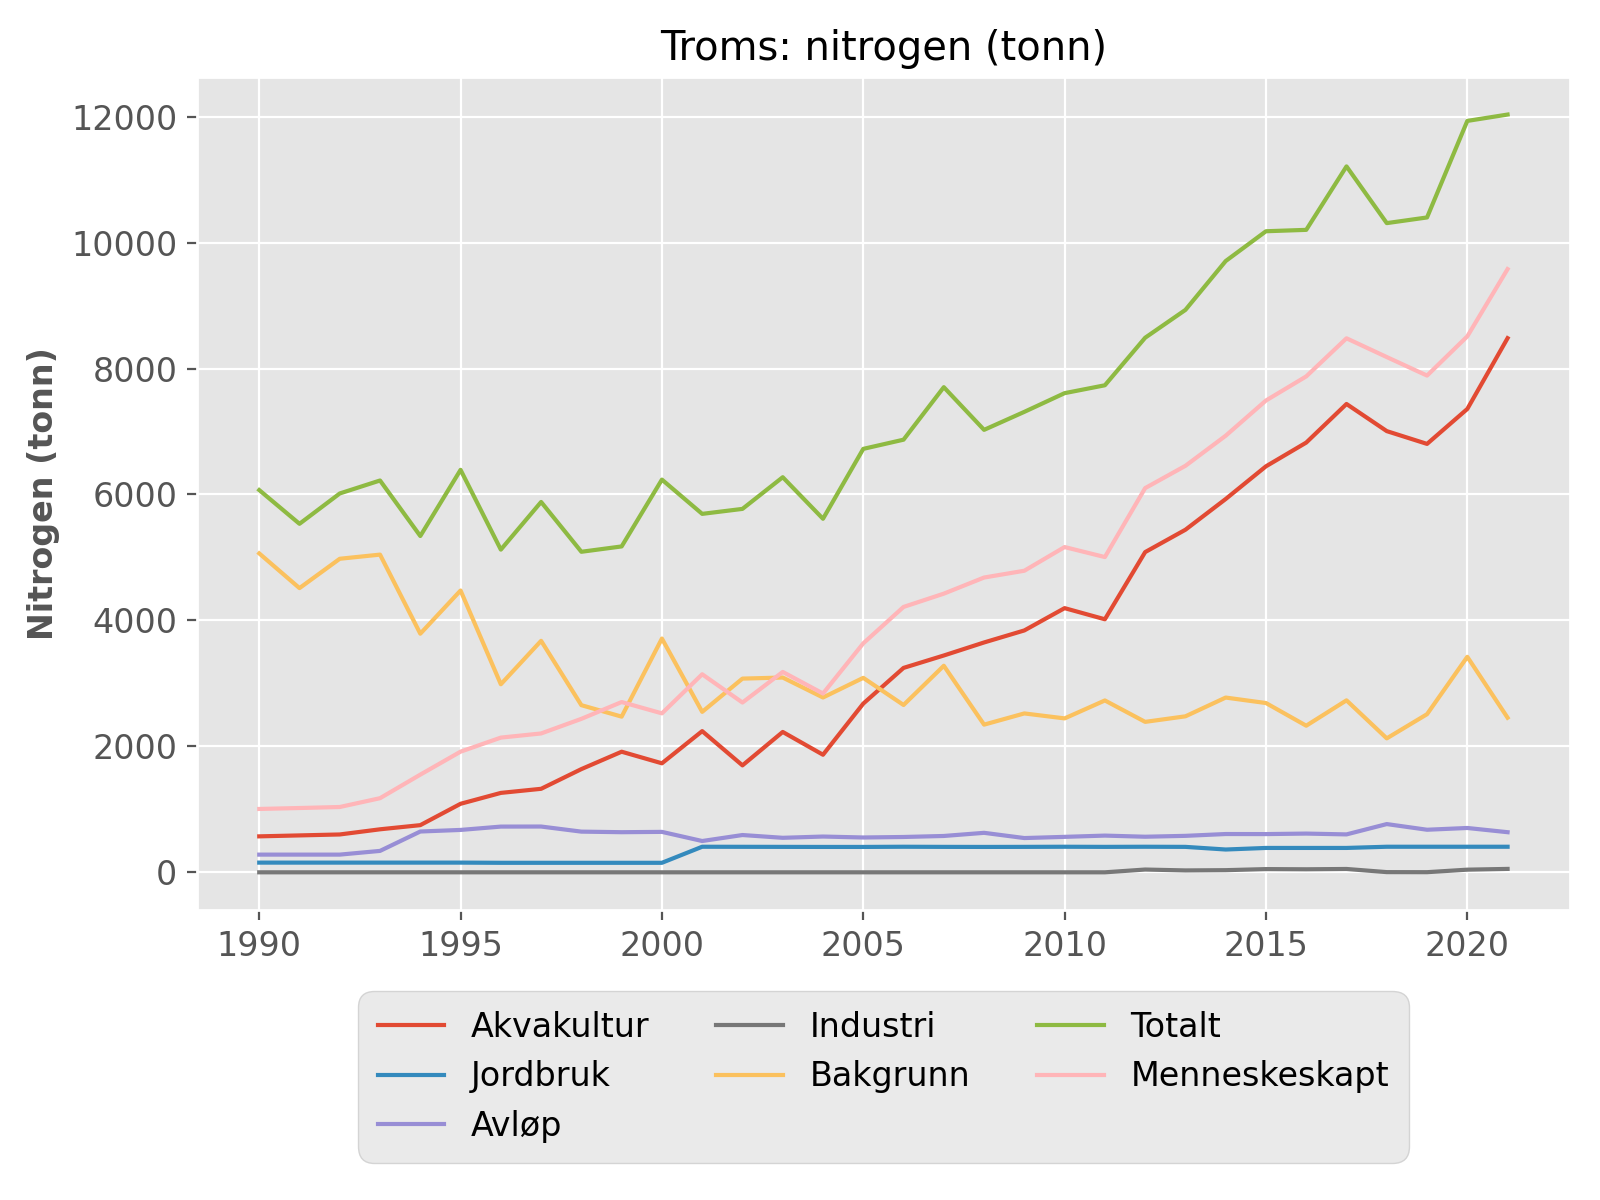 Troms: nitrogen (tonn)
Nitrogen (tonn)
12000
10000
8000
6000
4000
2000
0
1990 1995 2000 2005 2010 2015 2020
Akvakultur Industri Totalt
Jordbruk Bakgrunn Menneskeskapt
Avløp